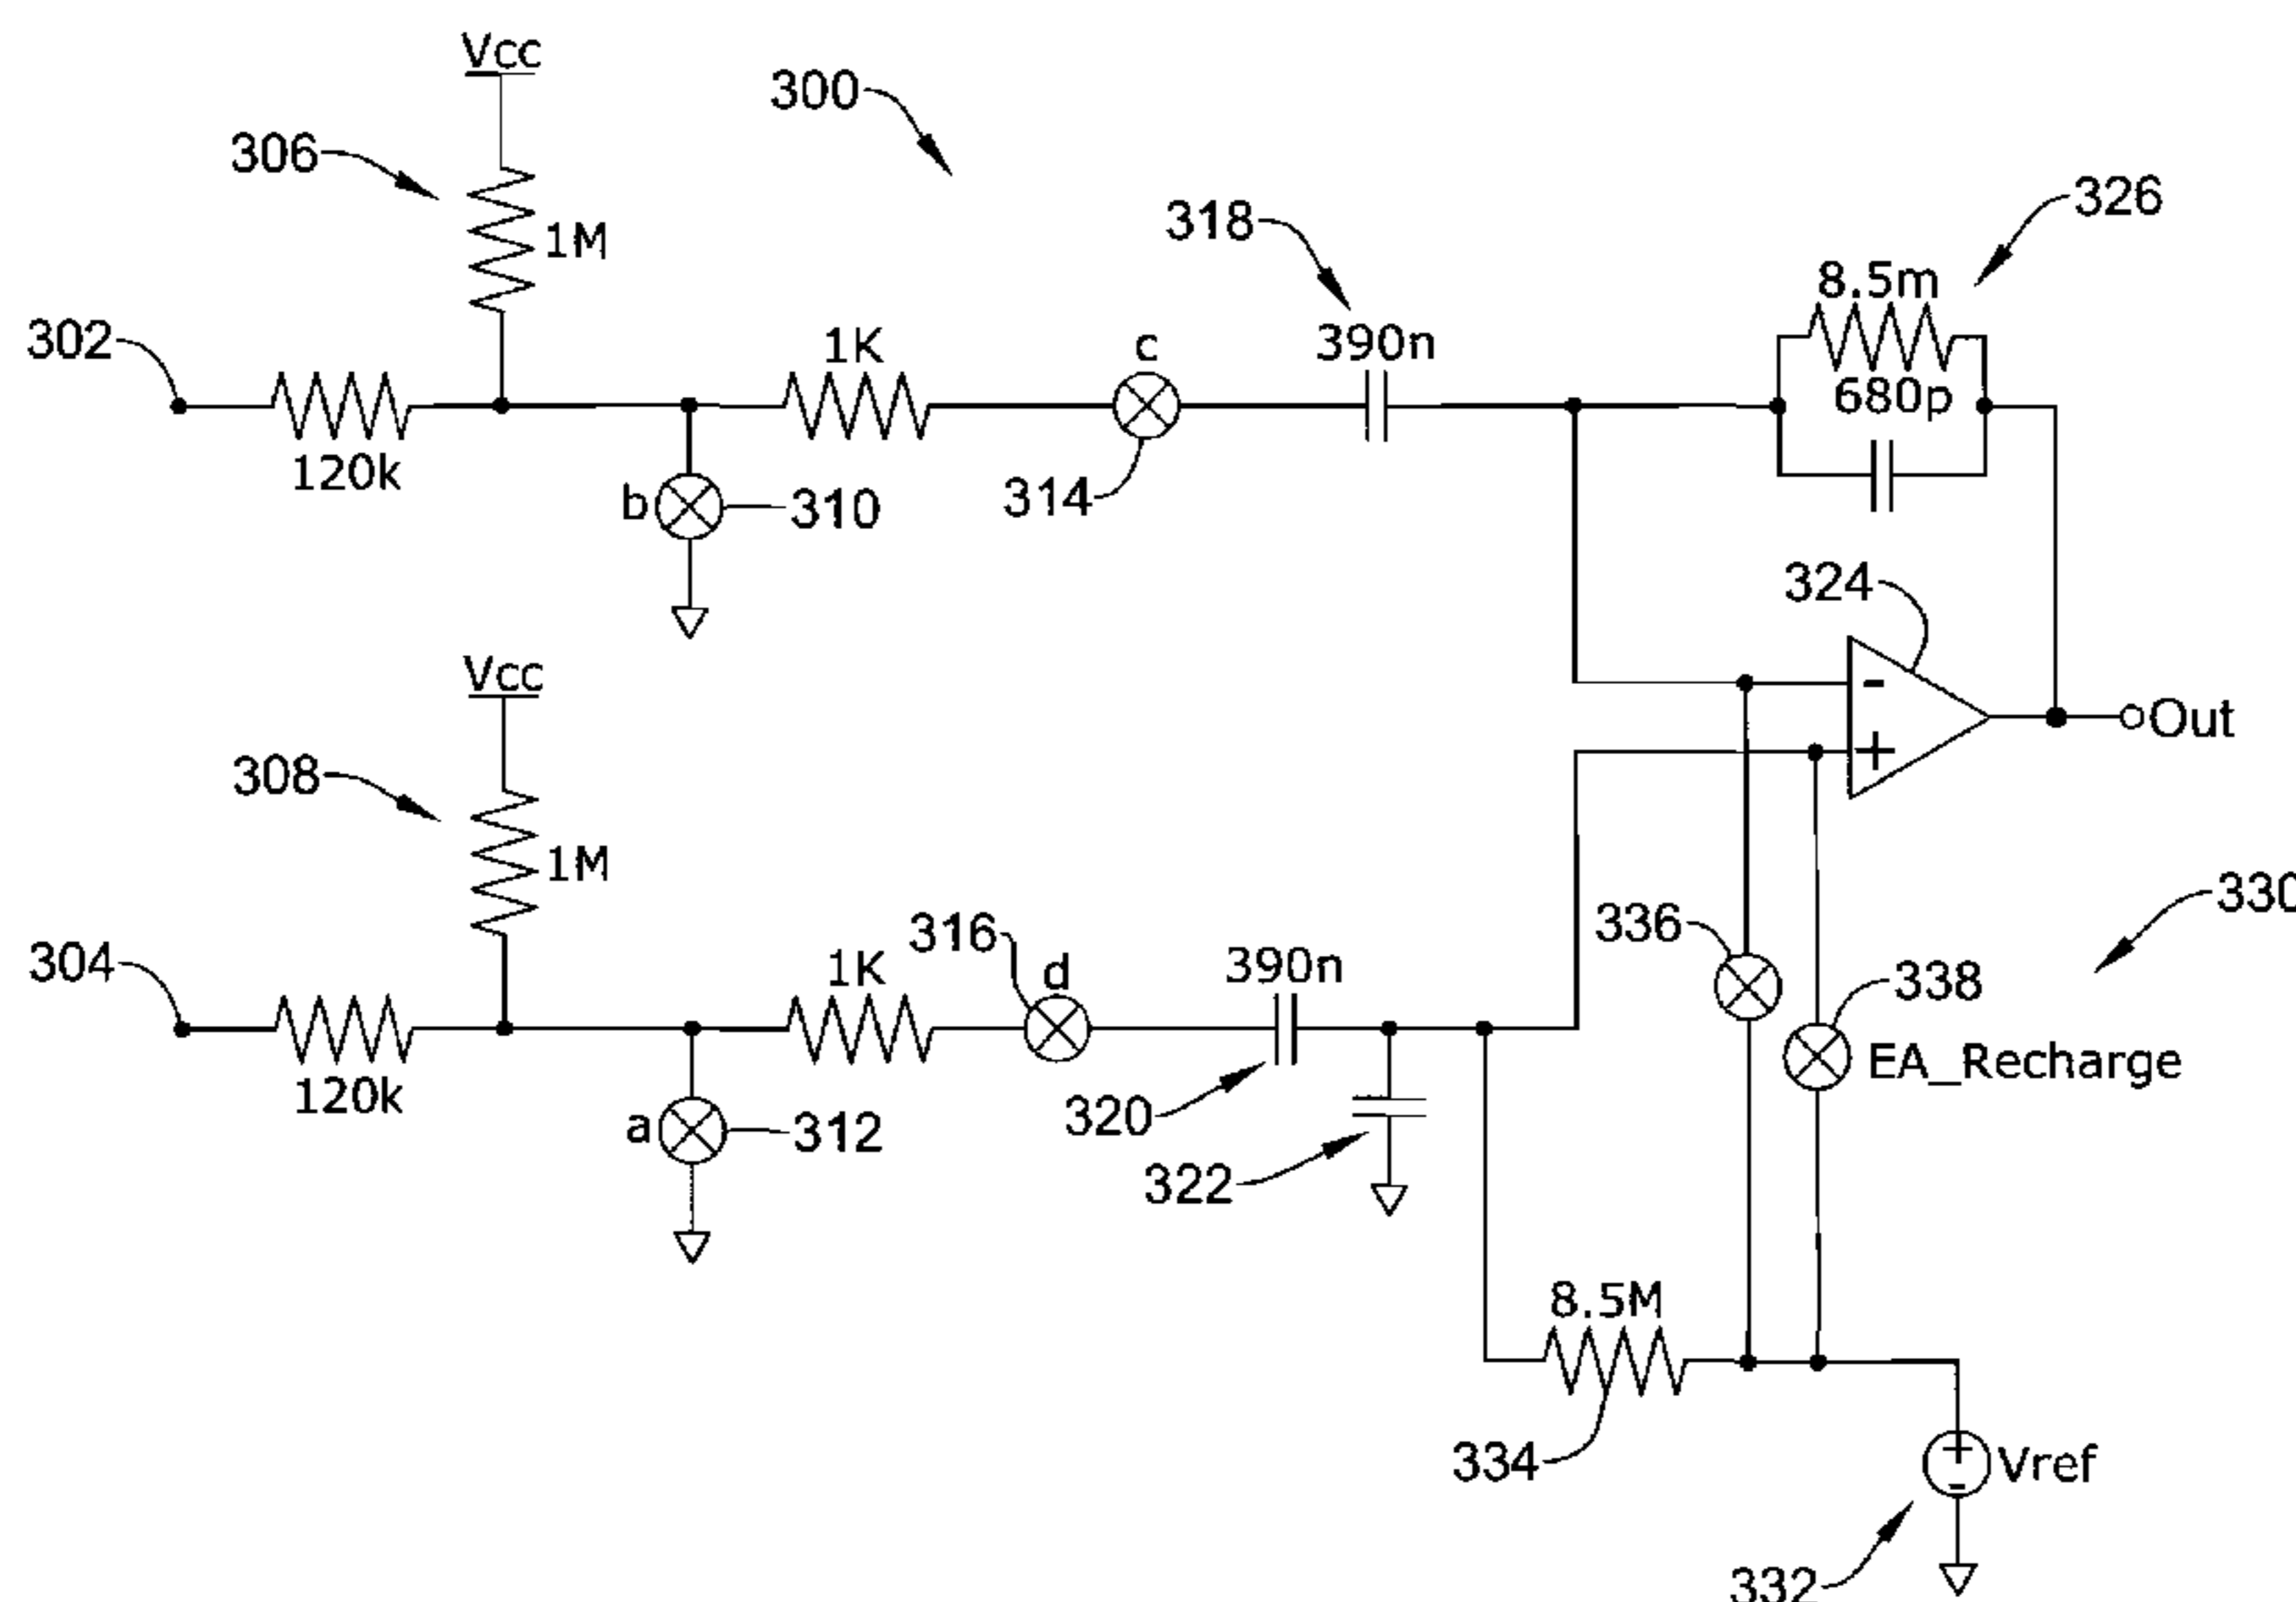 Vcc
300
306
1M
318
326
8.5m
302
1K
c
390n
680p
120k
b
310
314
324
Vcc
-
Out
+
308
1M
330
336
316
d
390n
338
304
1K
EA_Recharge
120k
a
312
320
322
8.5M
334
+
Vref
-
332